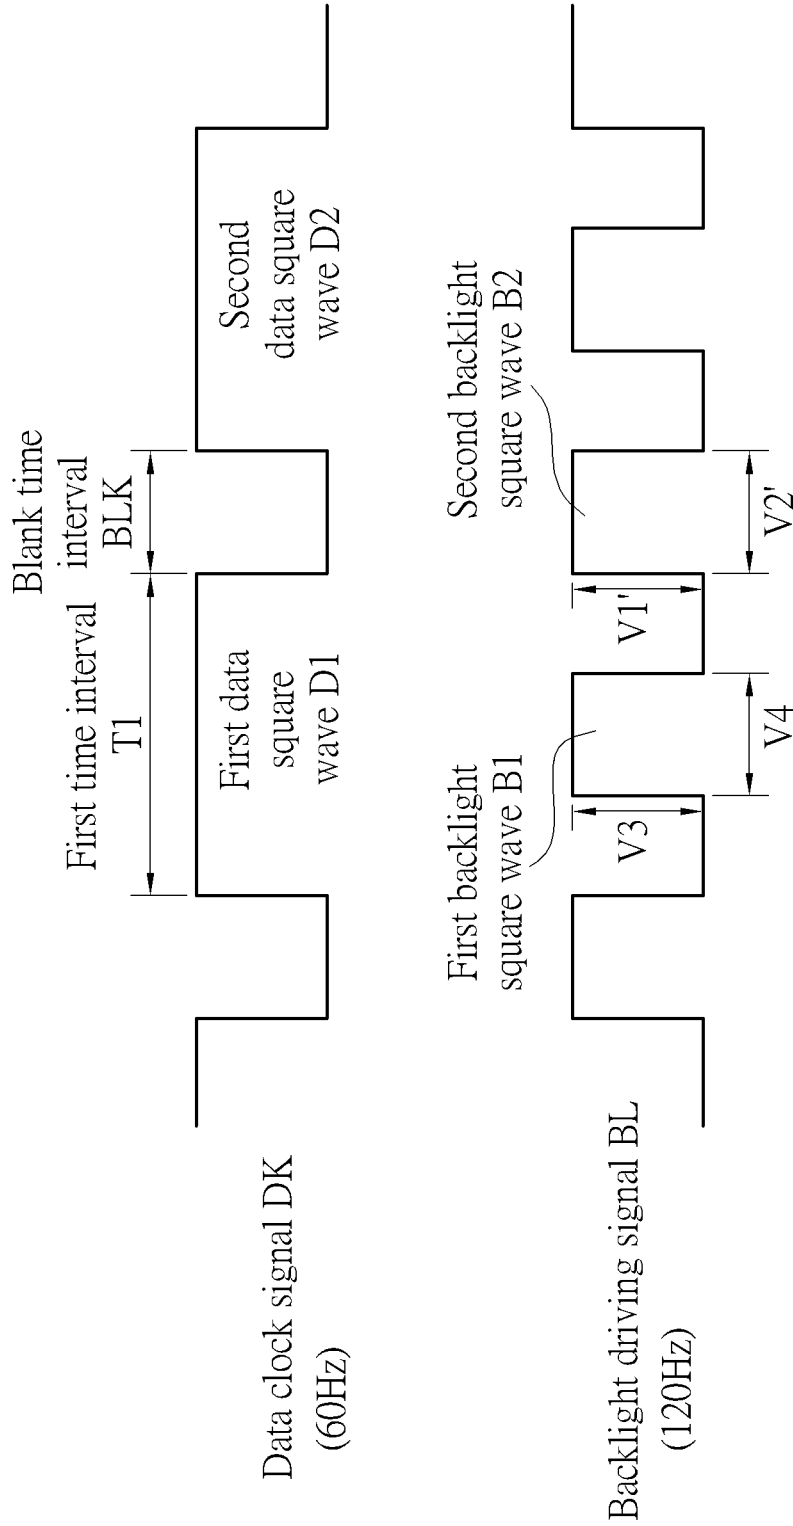 Blank time
interval
BLK
First time interval
T1
Data clock signal DK
(60Hz)
First data
square
wave D1
Second
data square
wave D2
First backlight
square wave B1
Second backlight
square wave B2
Backlight driving signal BL
(120Hz)
V3
V1'
V4
V2'